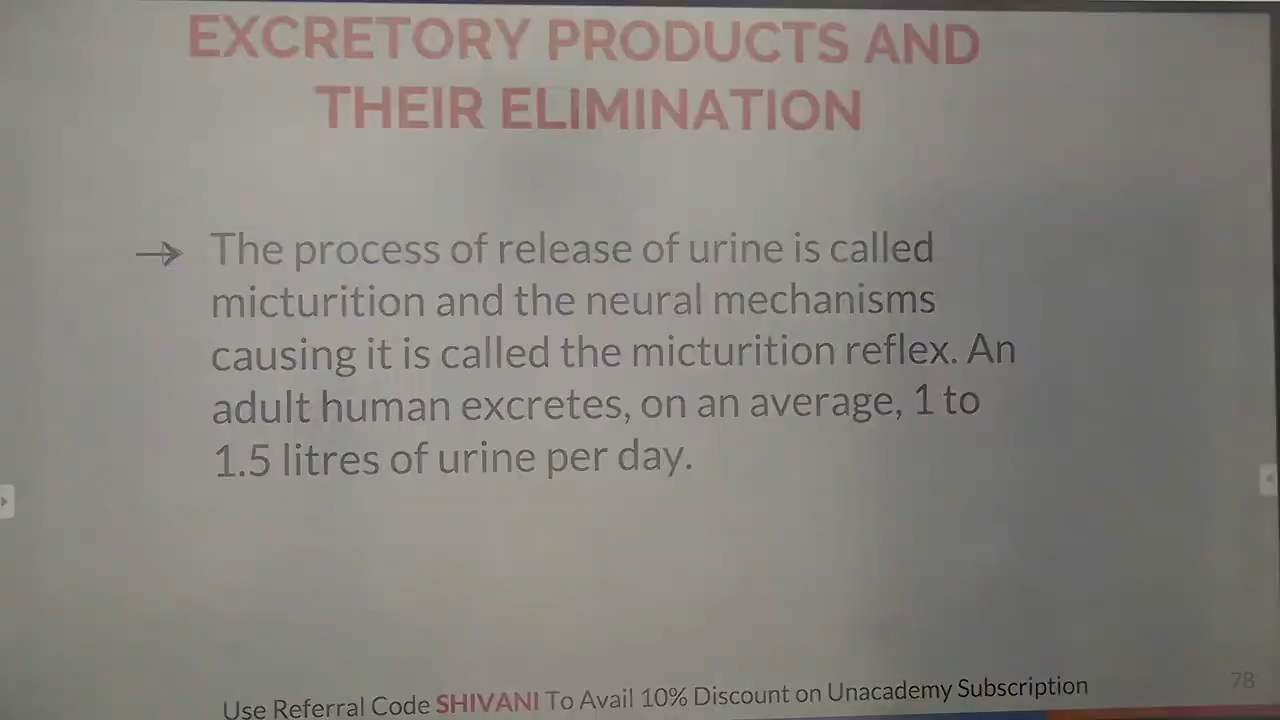 EXCRETORY PRODUCTS AND
THEIR ELIMINATION
→ The process of release of urine is called
micturition and the neural mechanisms
causing it is called the micturition reflex. An
adult human excretes, on an average, 1 to
1.5 litres of urine per day.
Use Referral Code SHIVANI To Avail 10% Discount on Unacademy Subscription
78